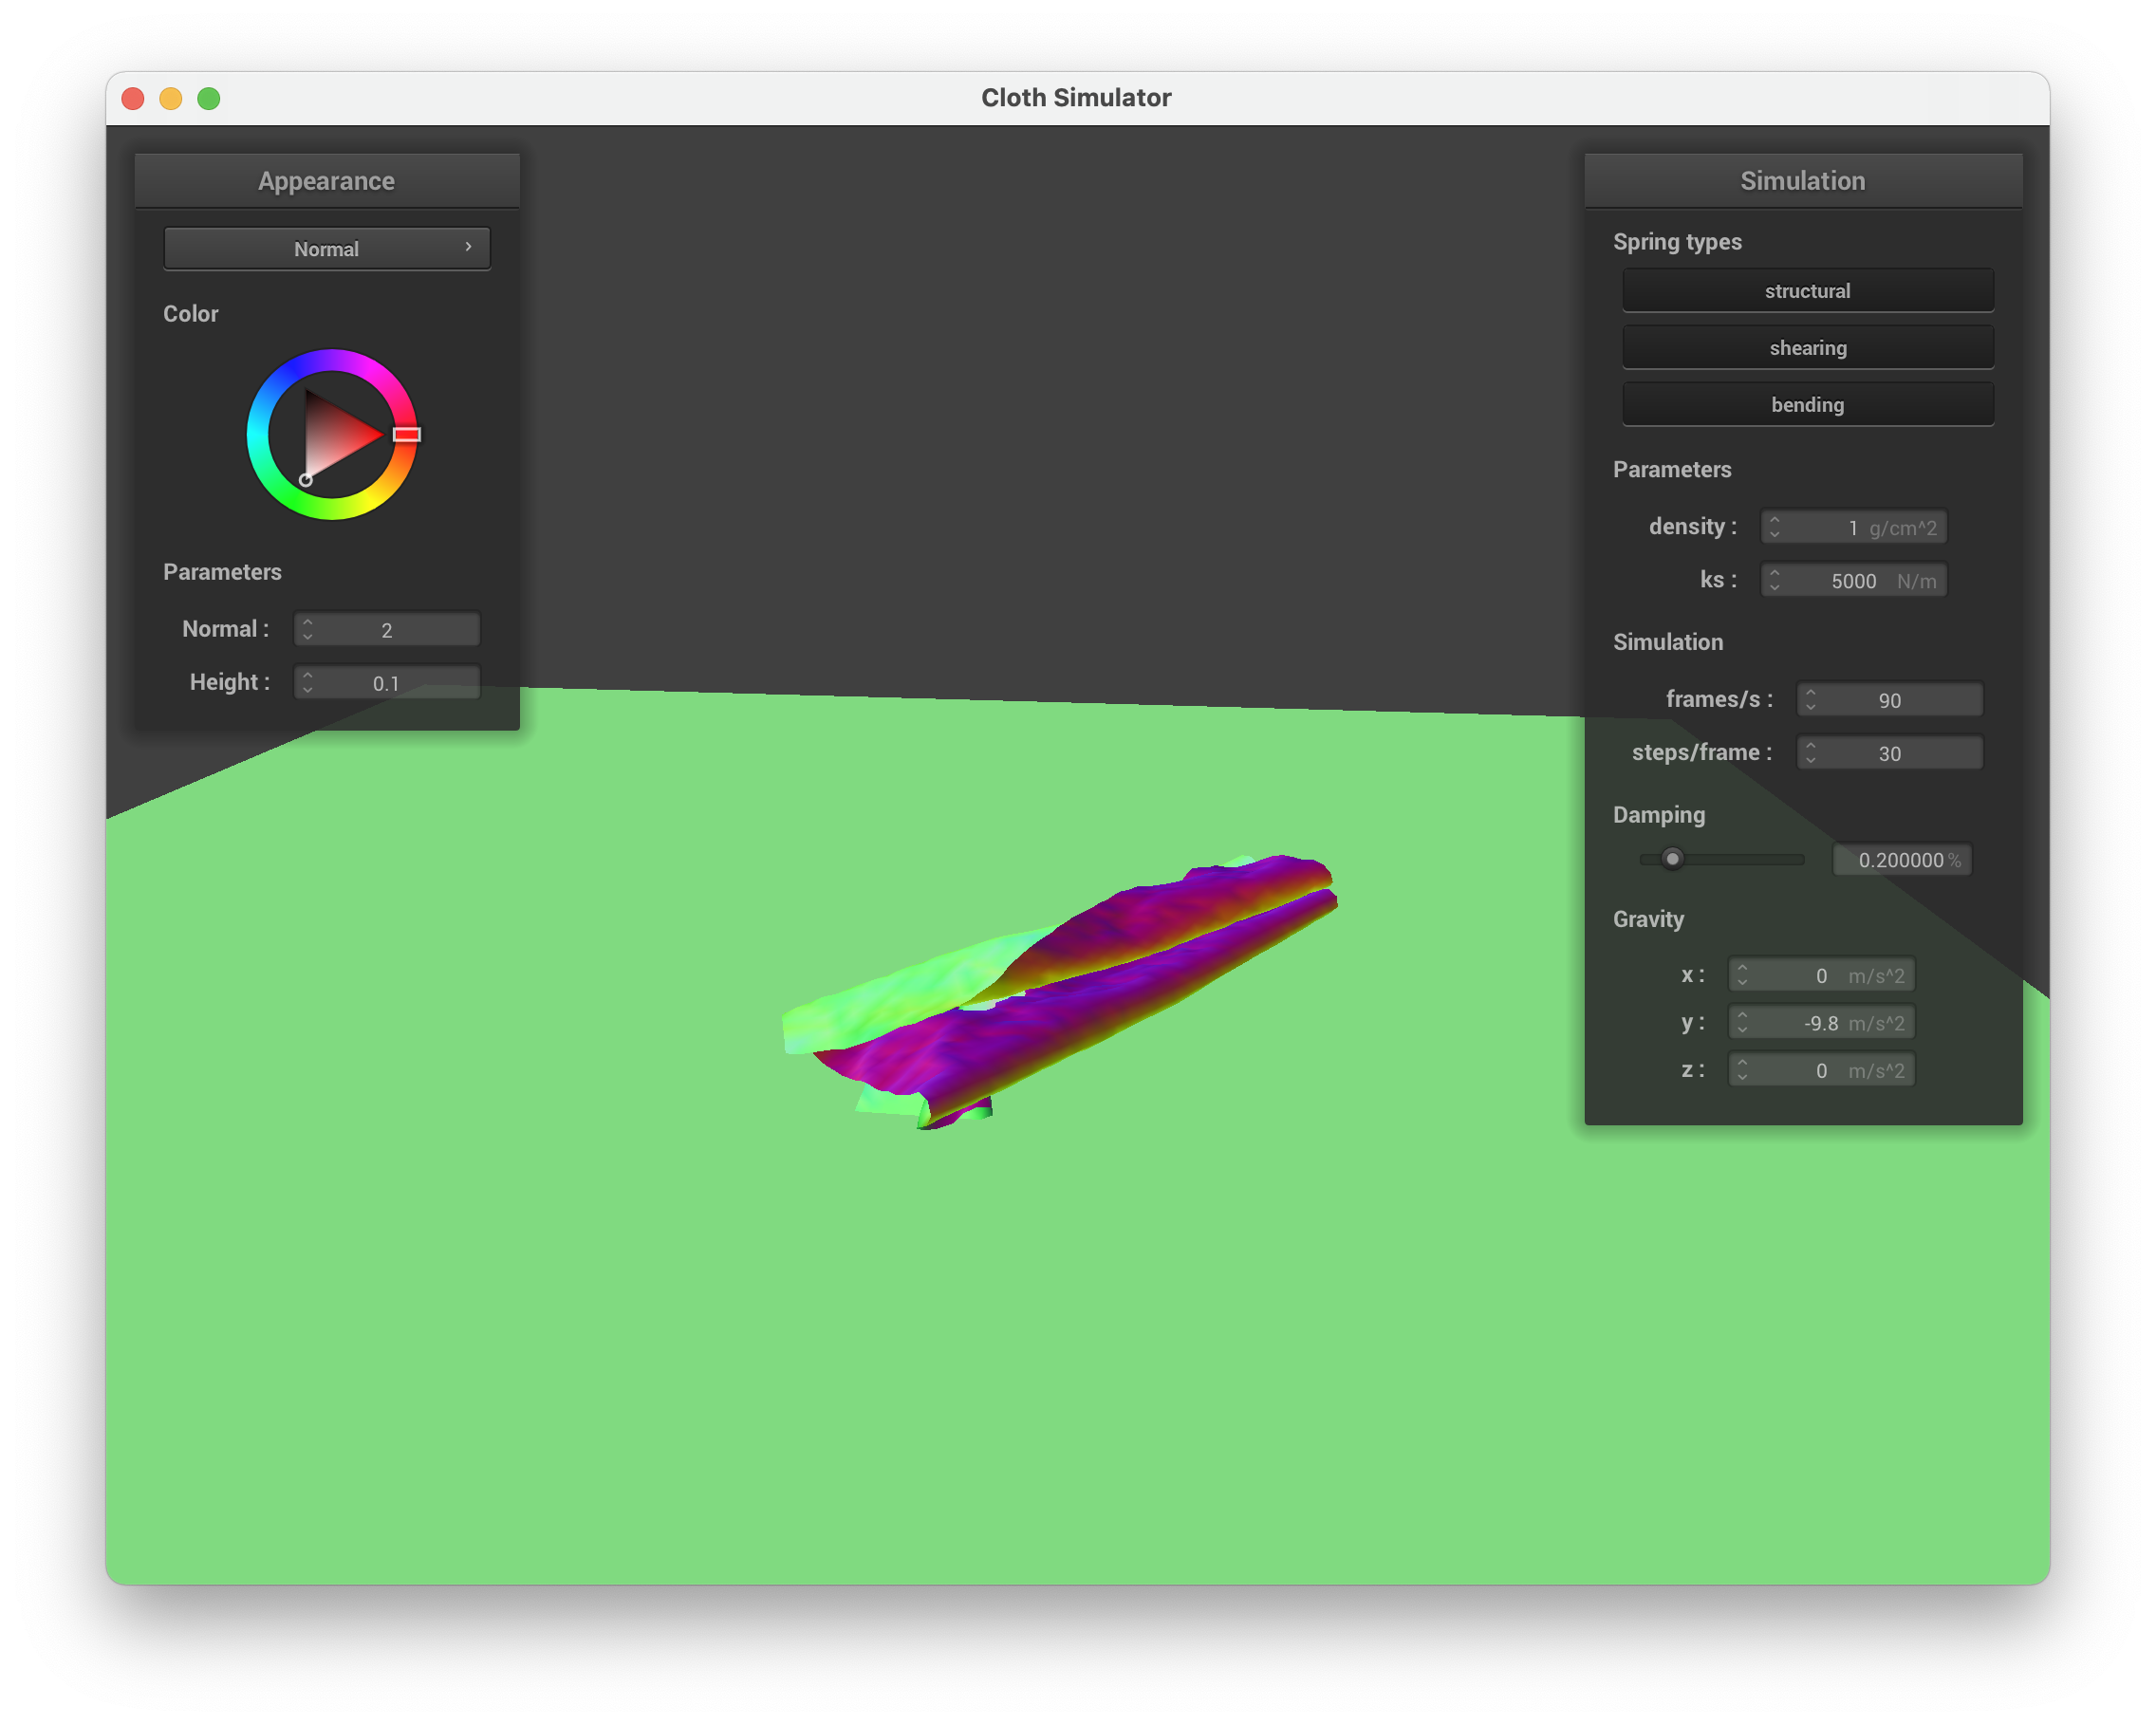 Cloth Simulator
Appearance
Normal
Color
Parameters
Normal : 2
Height : 0.1
Simulation
Spring types
structural
shearing
bending
Parameters
density : 1 g/cm^2
ks : 5000 N/m
Simulation
frames/s : 90
steps/frame : 30
Damping
0.200000 %
Gravity
x : 0 m/s^2
y : -9.8 m/s^2
z : 0 m/s^2